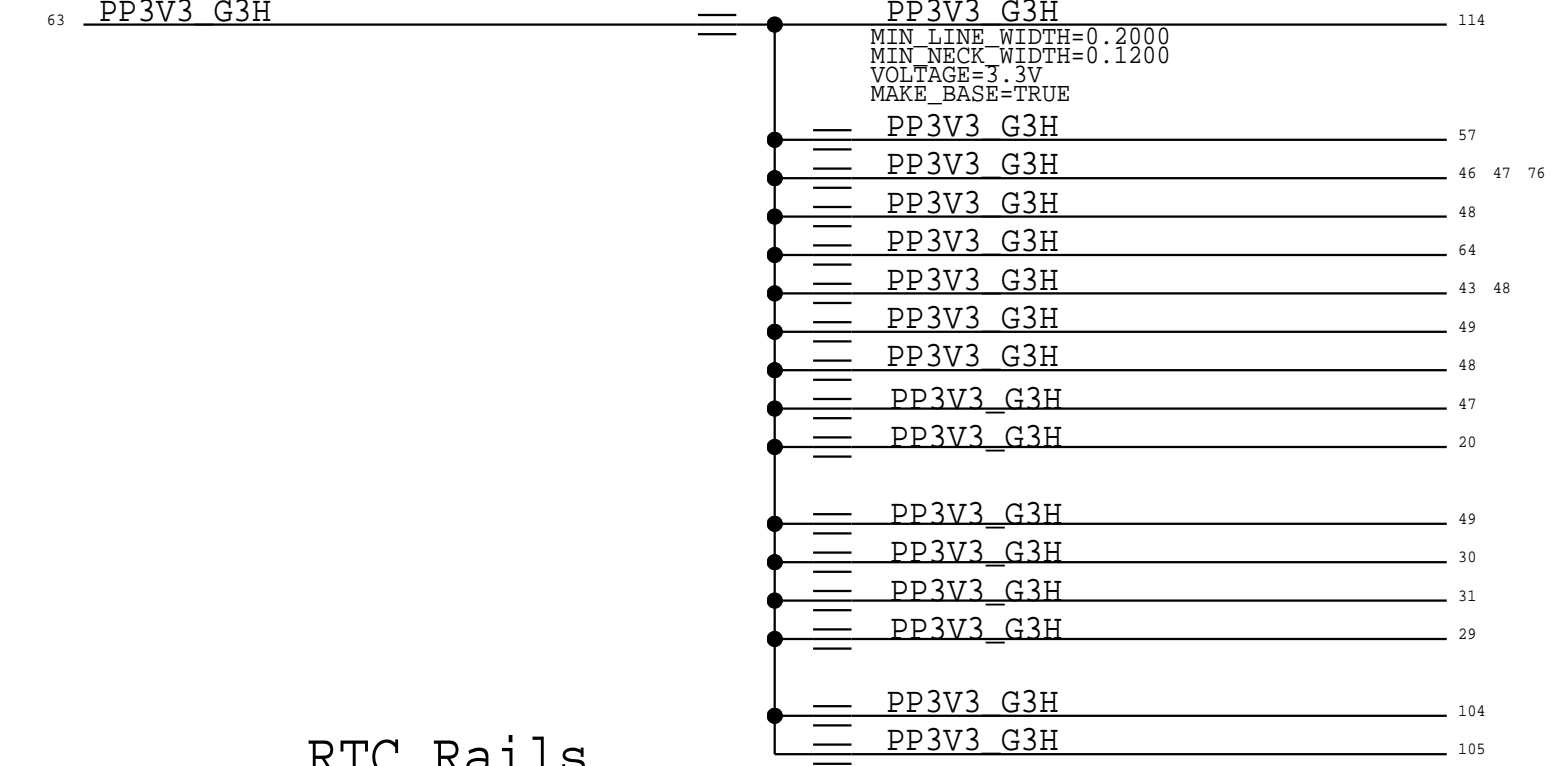 63 PP3V3_G3H PP3V3_G3H 114
MIN_LINE_WIDTH=0.2000
MIN_NECK_WIDTH=0.1200
VOLTAGE=3.3V
MAKE_BASE=TRUE
PP3V3_G3H 57
PP3V3_G3H 46 47 76
PP3V3_G3H 48
PP3V3_G3H 64
PP3V3_G3H 43 48
PP3V3_G3H 49
PP3V3_G3H 48
PP3V3_G3H 47
PP3V3_G3H 20
PP3V3_G3H 49
PP3V3_G3H 30
PP3V3_G3H 31
PP3V3_G3H 29
PP3V3_G3H 104
PP3V3_G3H 105
RTC Rails